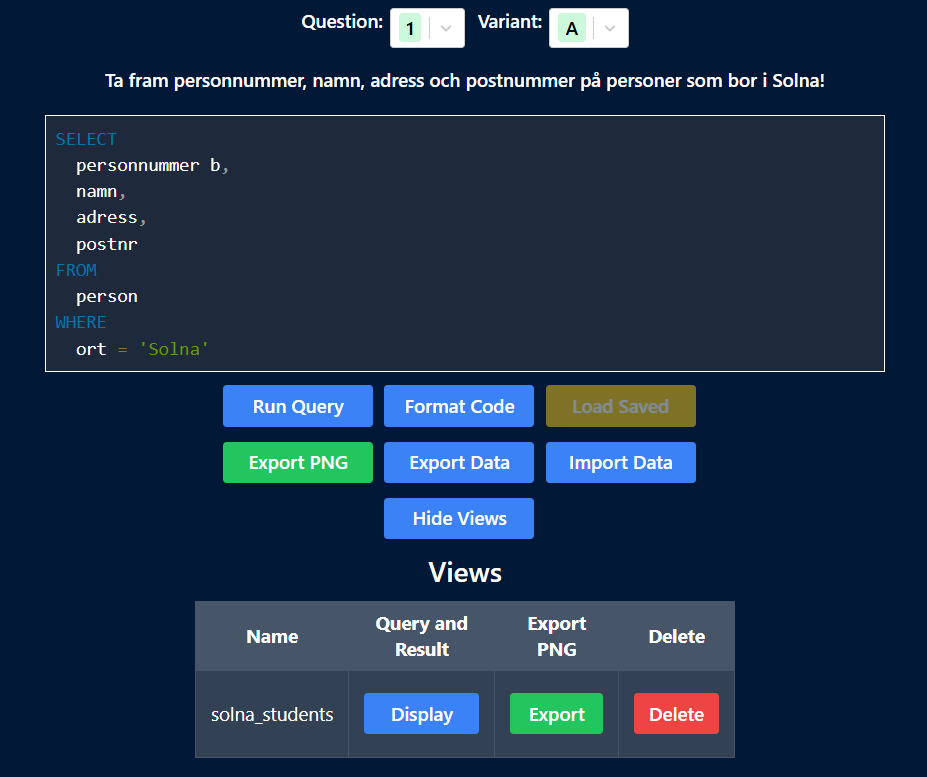 Question: 1 Variant: A
Ta fram personnummer, namn, adress och postnummer på personer som bor i Solna!
SELECT
personnummer b,
namn,
adress,
postnr
FROM
person
WHERE
ort = 'Solna'
Run Query Format Code Load Saved
Export PNG Export Data Import Data
Hide Views
Views
Name Query and Result Export PNG Delete
solna_students Display Export Delete